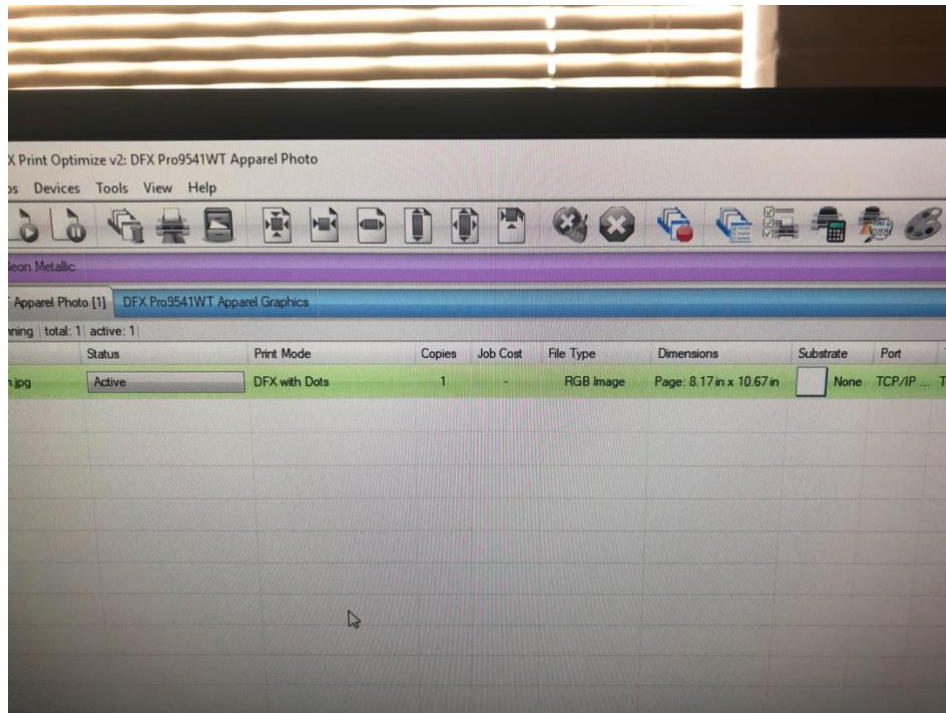 X Print Optimize v2: DFX Pro9541WT Apparel Photo
os Devices Tools View Help
eon Metallic
Apparel Photo [1] DFX Pro9541WT Apparel Graphics
nning total: 1 active: 1
Status Print Mode Copies Job Cost File Type Dimensions Substrate Port
n.jpg Active DFX with Dots 1 - RGB Image Page: 8.17 in x 10.67 in None TCP/IP ... T